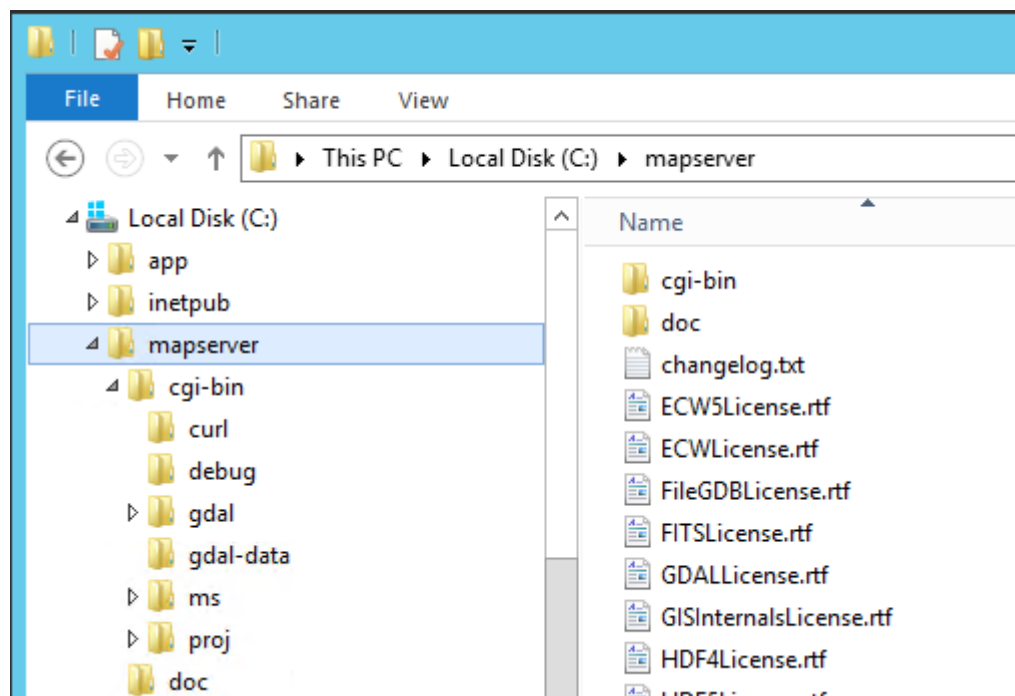 File Home Share View
This PC Local Disk (C:) mapserver
Local Disk (C:)
app
inetpub
mapserver
cgi-bin
curl
debug
gdal
gdal-data
ms
proj
doc
Name
cgi-bin
doc
changelog.txt
ECW5License.rtf
ECWLicense.rtf
FileGDBLicense.rtf
FITSLicense.rtf
GDALLicense.rtf
GISInternalsLicense.rtf
HDF4License.rtf